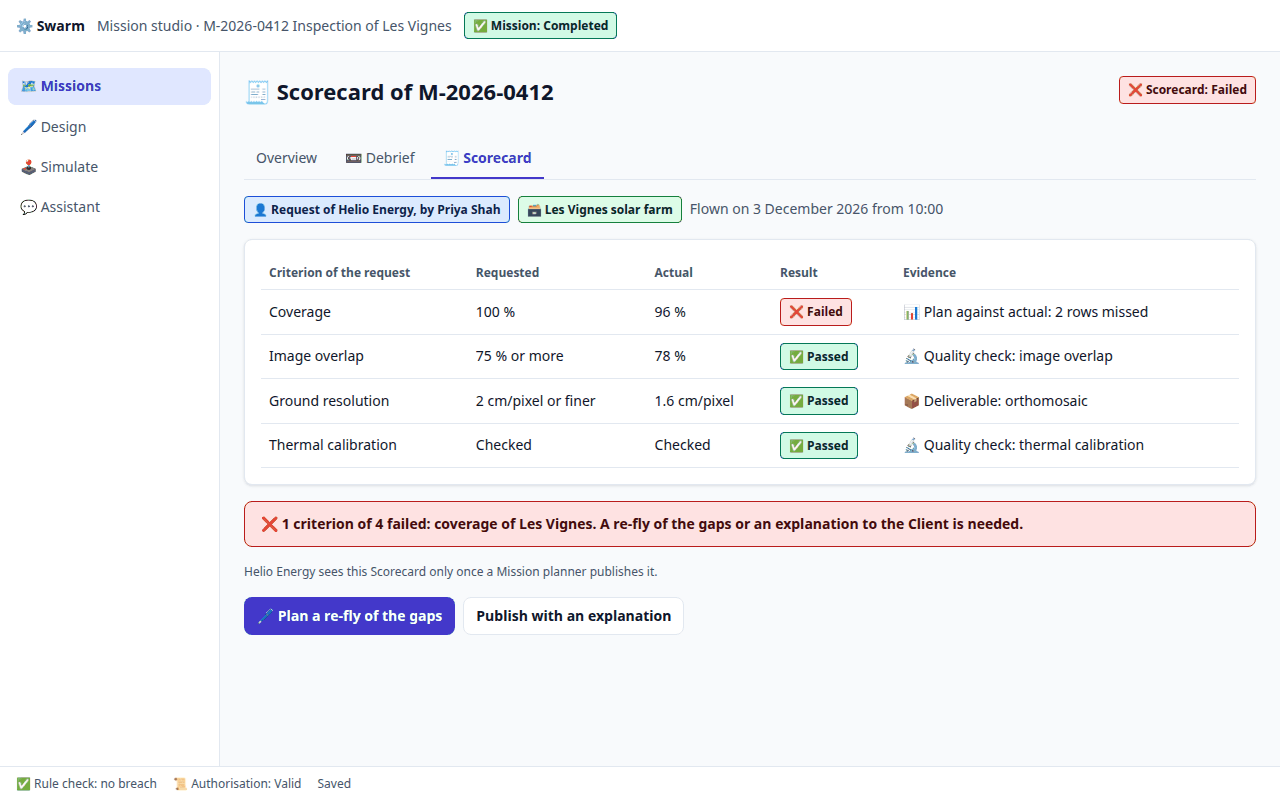 Swarm Mission studio · M-2026-0412 Inspection of Les Vignes ✅ Mission: Completed
Missions
Design
Simulate
Assistant
Scorecard of M-2026-0412
❌ Scorecard: Failed
Overview Debrief Scorecard
Request of Helio Energy, by Priya Shah Les Vignes solar farm Flown on 3 December 2026 from 10:00
Criterion of the request Requested Actual Result Evidence
Coverage 100 % 96 % ❌ Failed Plan against actual: 2 rows missed
Image overlap 75 % or more 78 % ✅ Passed Quality check: image overlap
Ground resolution 2 cm/pixel or finer 1.6 cm/pixel ✅ Passed Deliverable: orthomosaic
Thermal calibration Checked Checked ✅ Passed Quality check: thermal calibration
❌ 1 criterion of 4 failed: coverage of Les Vignes. A re-fly of the gaps or an explanation to the Client is needed.
Helio Energy sees this Scorecard only once a Mission planner publishes it.
Plan a re-fly of the gaps Publish with an explanation
✅ Rule check: no breach Authorisation: Valid Saved